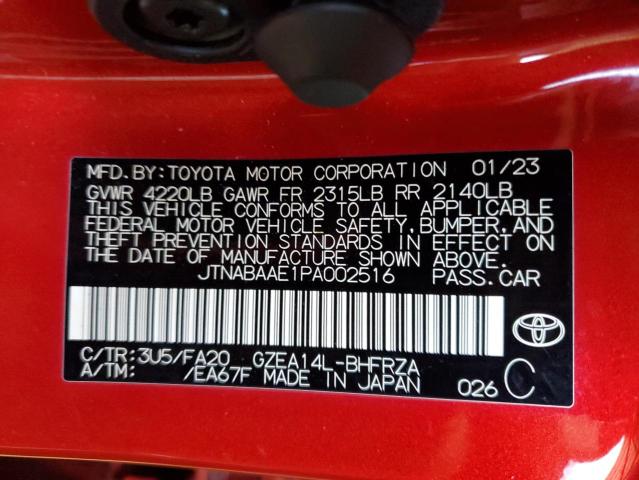 MFD.BY:TOYOTA MOTOR CORPORATION 01/23
GVWR 4220LB GAWR FR 2315LB RR 2140LB
THIS VEHICLE CONFORMS TO ALL APPLICABLE
FEDERAL MOTOR VEHICLE SAFETY,BUMPER,AND
THEFT PREVENTION STANDARDS IN EFFECT ON
THE DATE OF MANUFACTURE SHOWN ABOVE.
JTNABAAE1PA002516 PASS.CAR
C/TR:3U5/FA20 GZEA14L-BHFRZA
A/TM: /EA67F MADE IN JAPAN 026 C